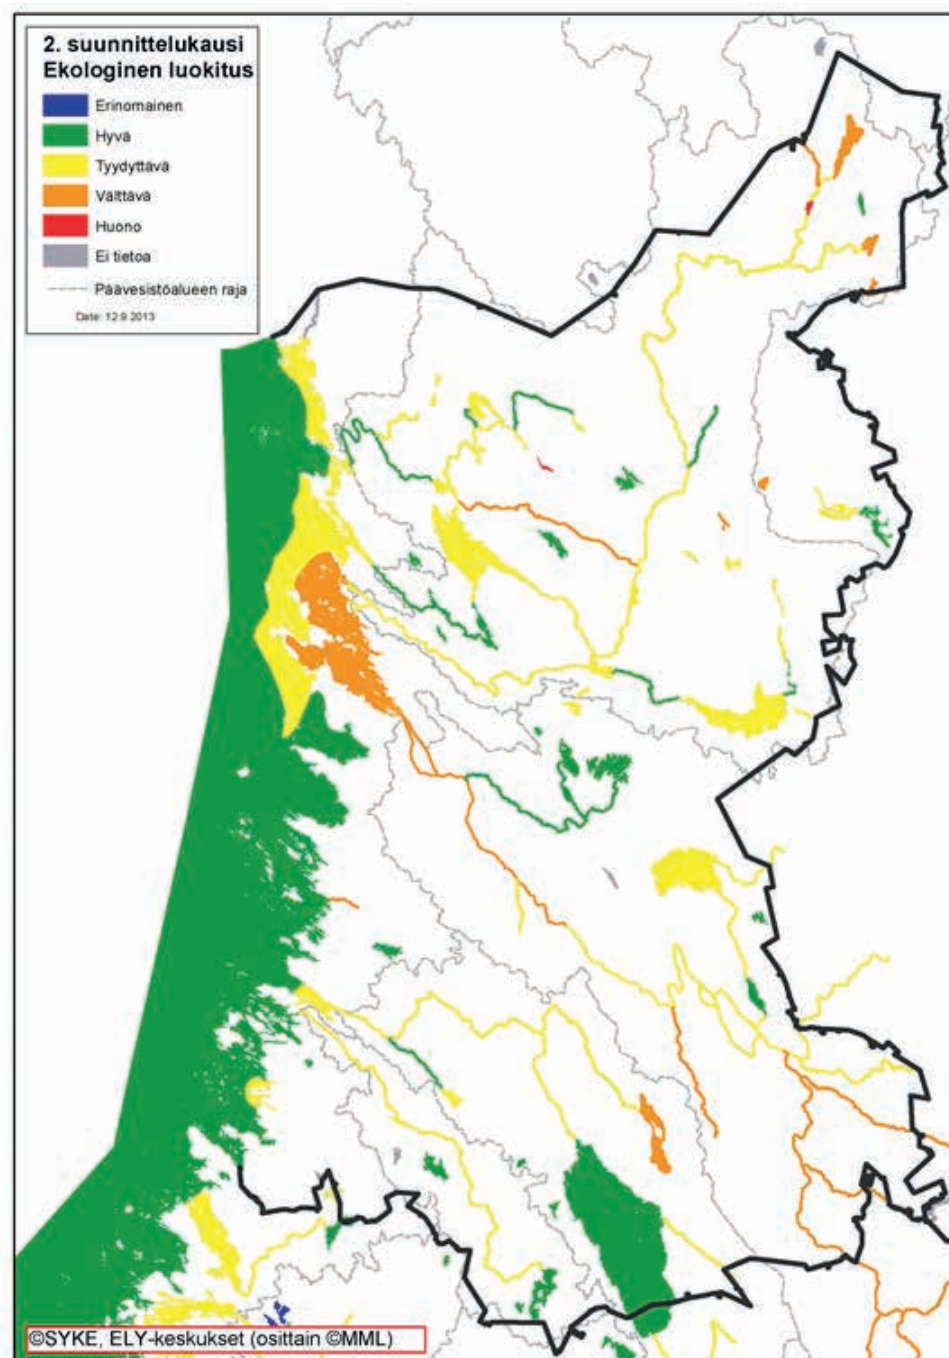 2. suunnittelukausi
Ekologinen luokitus
Erinomainen
Hyvä
Tyydyttävä
Välttävä
Huono
Ei tietoa
Päävesistöalueen raja
Date: 12.9.2013
©SYKE, ELY-keskukset (osittain ©MML)